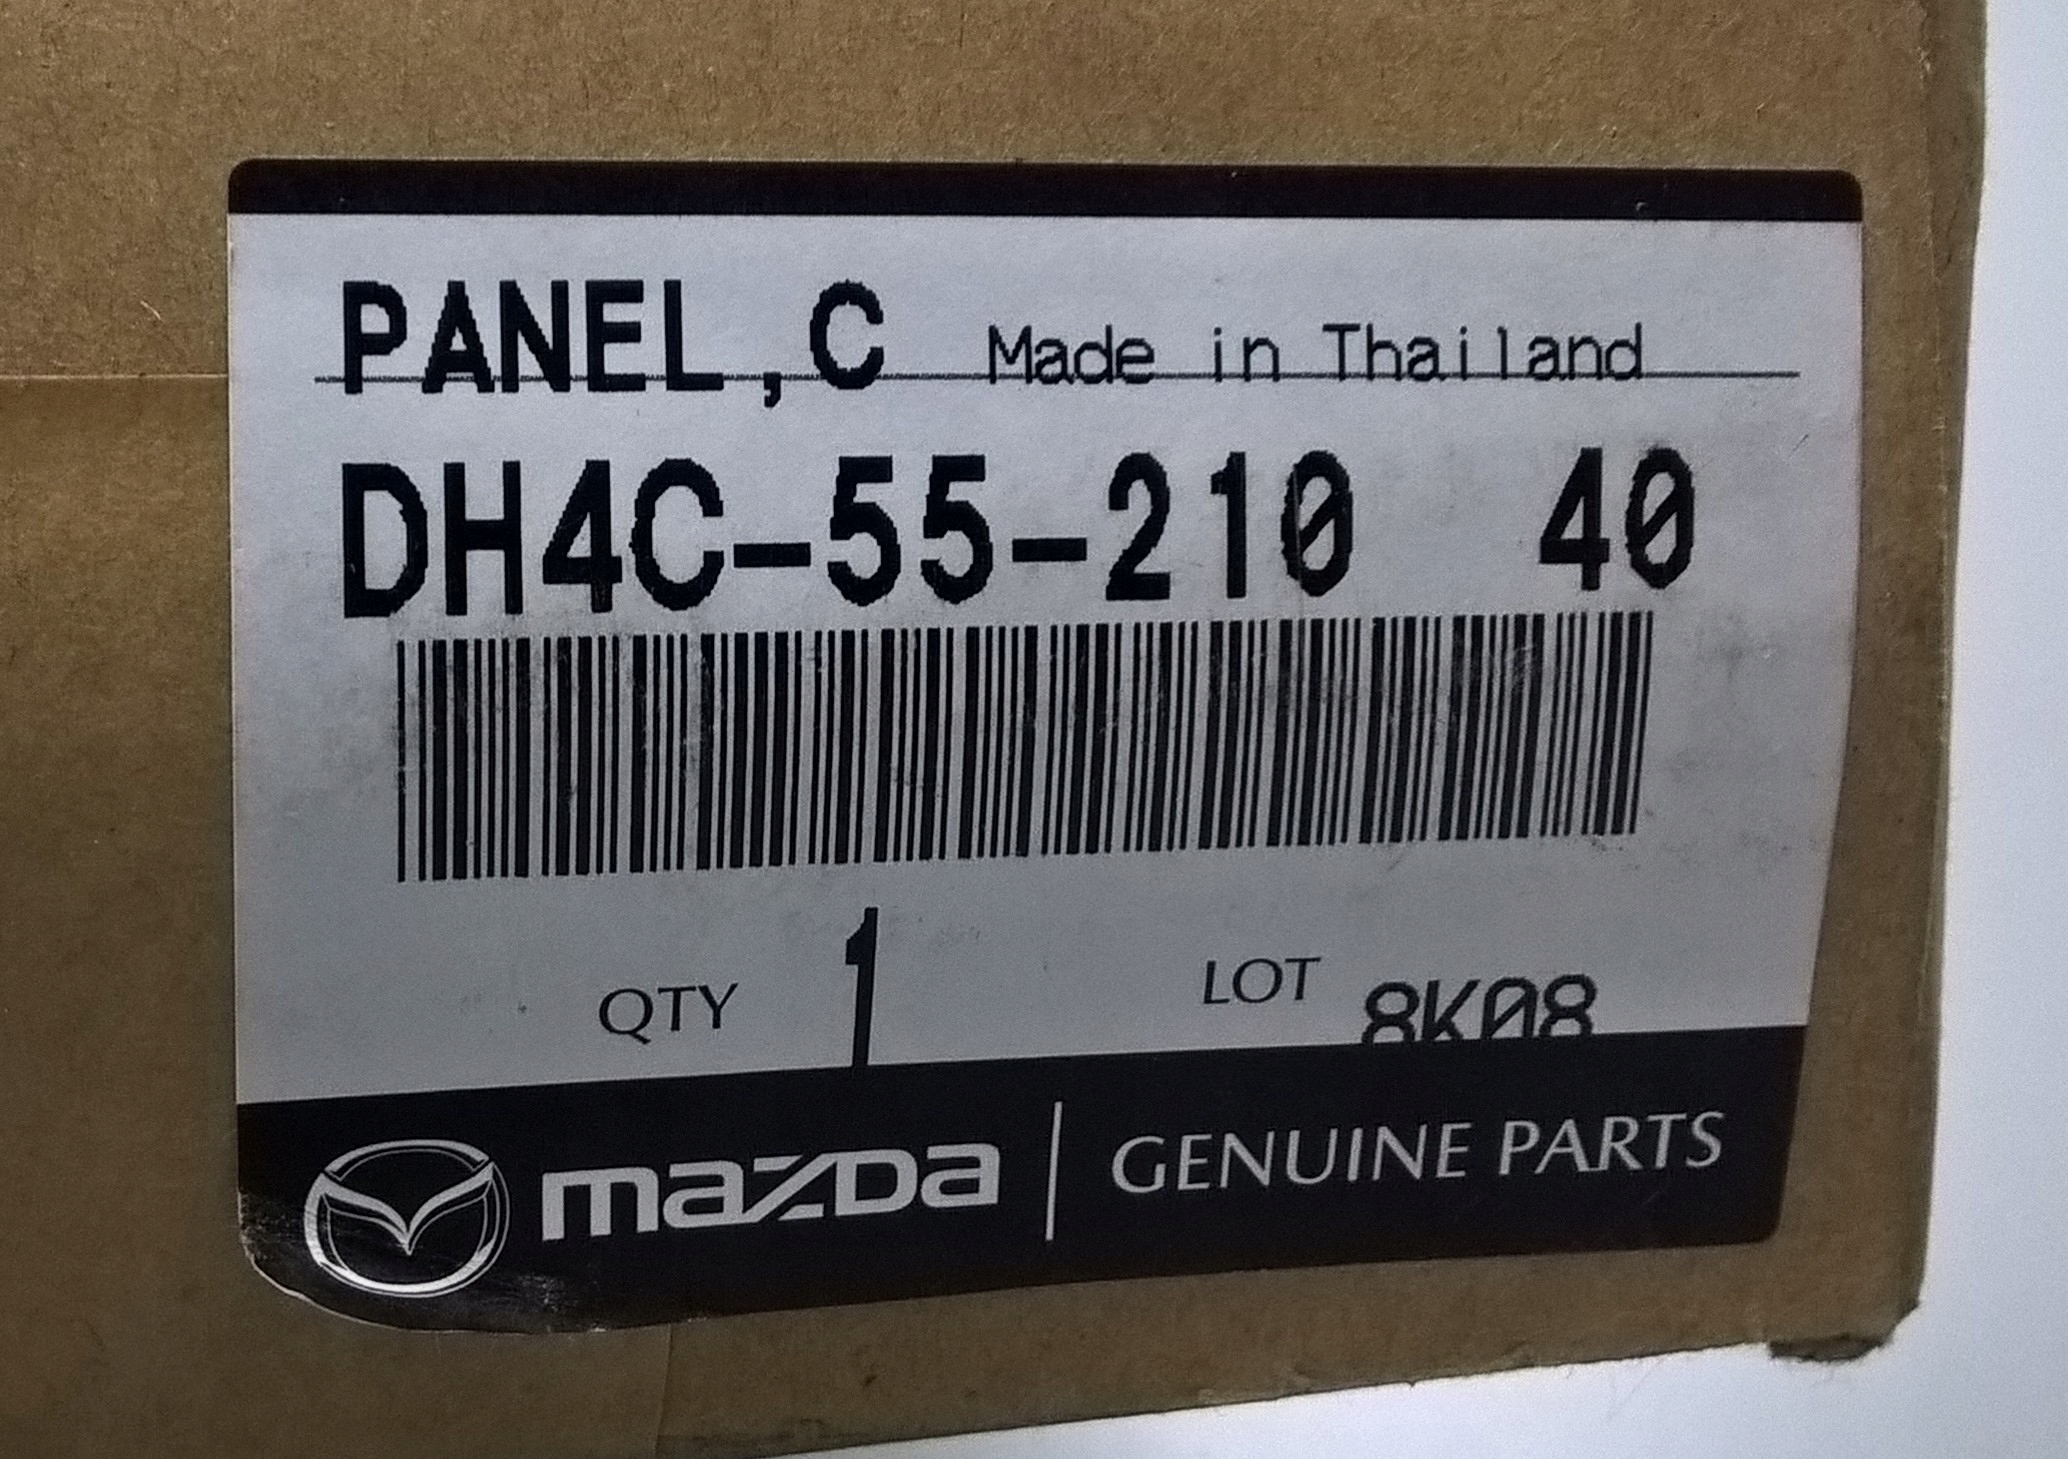 PANEL,C Made in Thailand
DH4C-55-210 40
QTY 1 LOT 8K08
mazDa | GENUINE PARTS